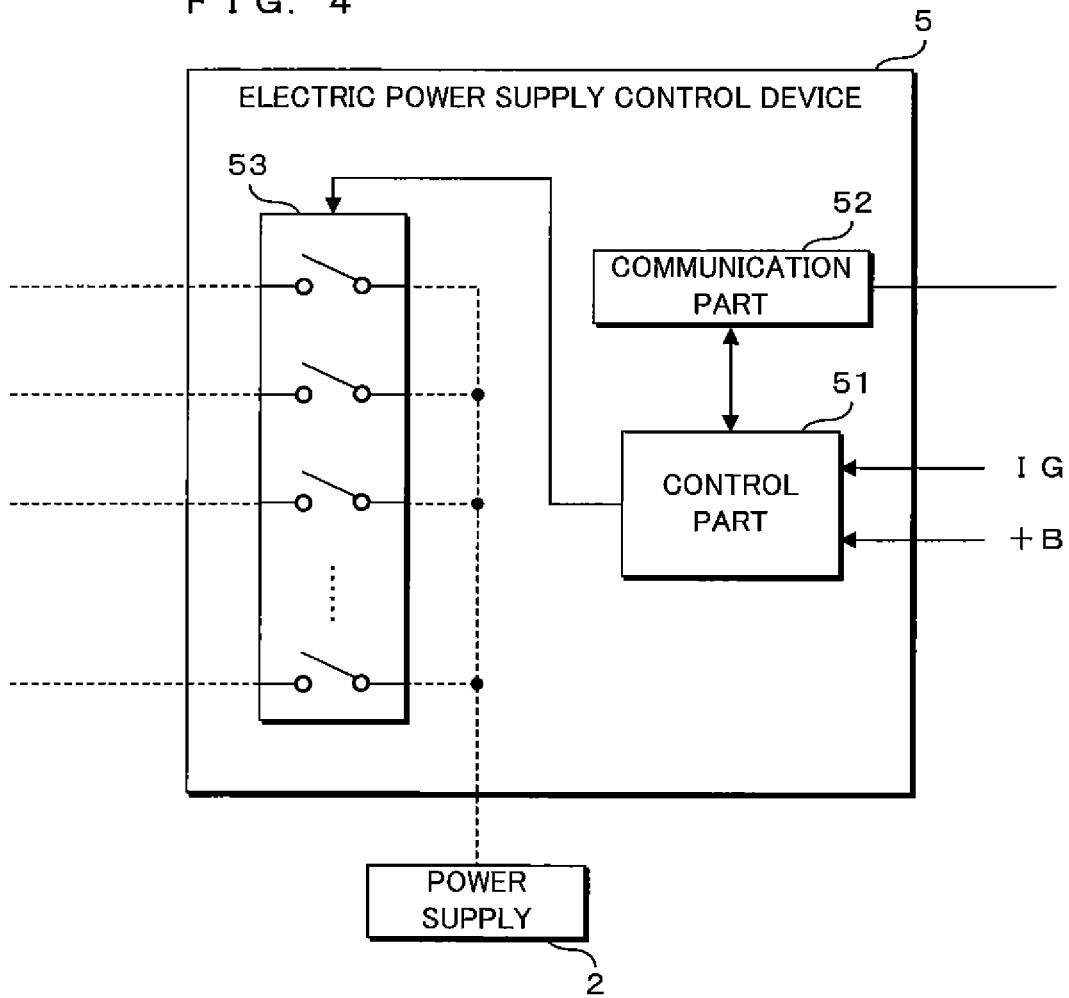 FIG. 4
5
ELECTRIC POWER SUPPLY CONTROL DEVICE
53
52
COMMUNICATION
PART
51
CONTROL
PART
IG
+B
POWER
SUPPLY
2